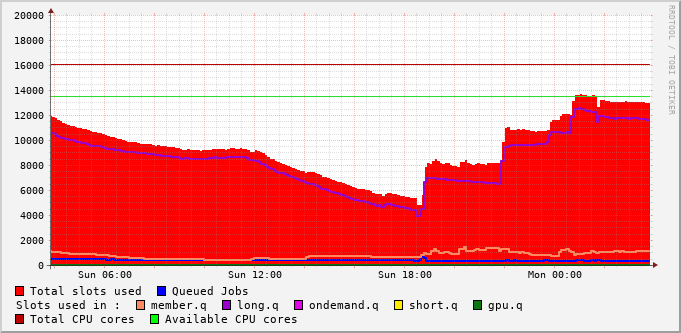 20000
18000
16000
14000
12000
10000
8000
6000
4000
2000
0
Sun 06:00 Sun 12:00 Sun 18:00 Mon 00:00
RRDTOOL / TOBI OETIKER
Total slots used Queued Jobs
Slots used in : member.q long.q ondemand.q short.q gpu.q
Total CPU cores Available CPU cores